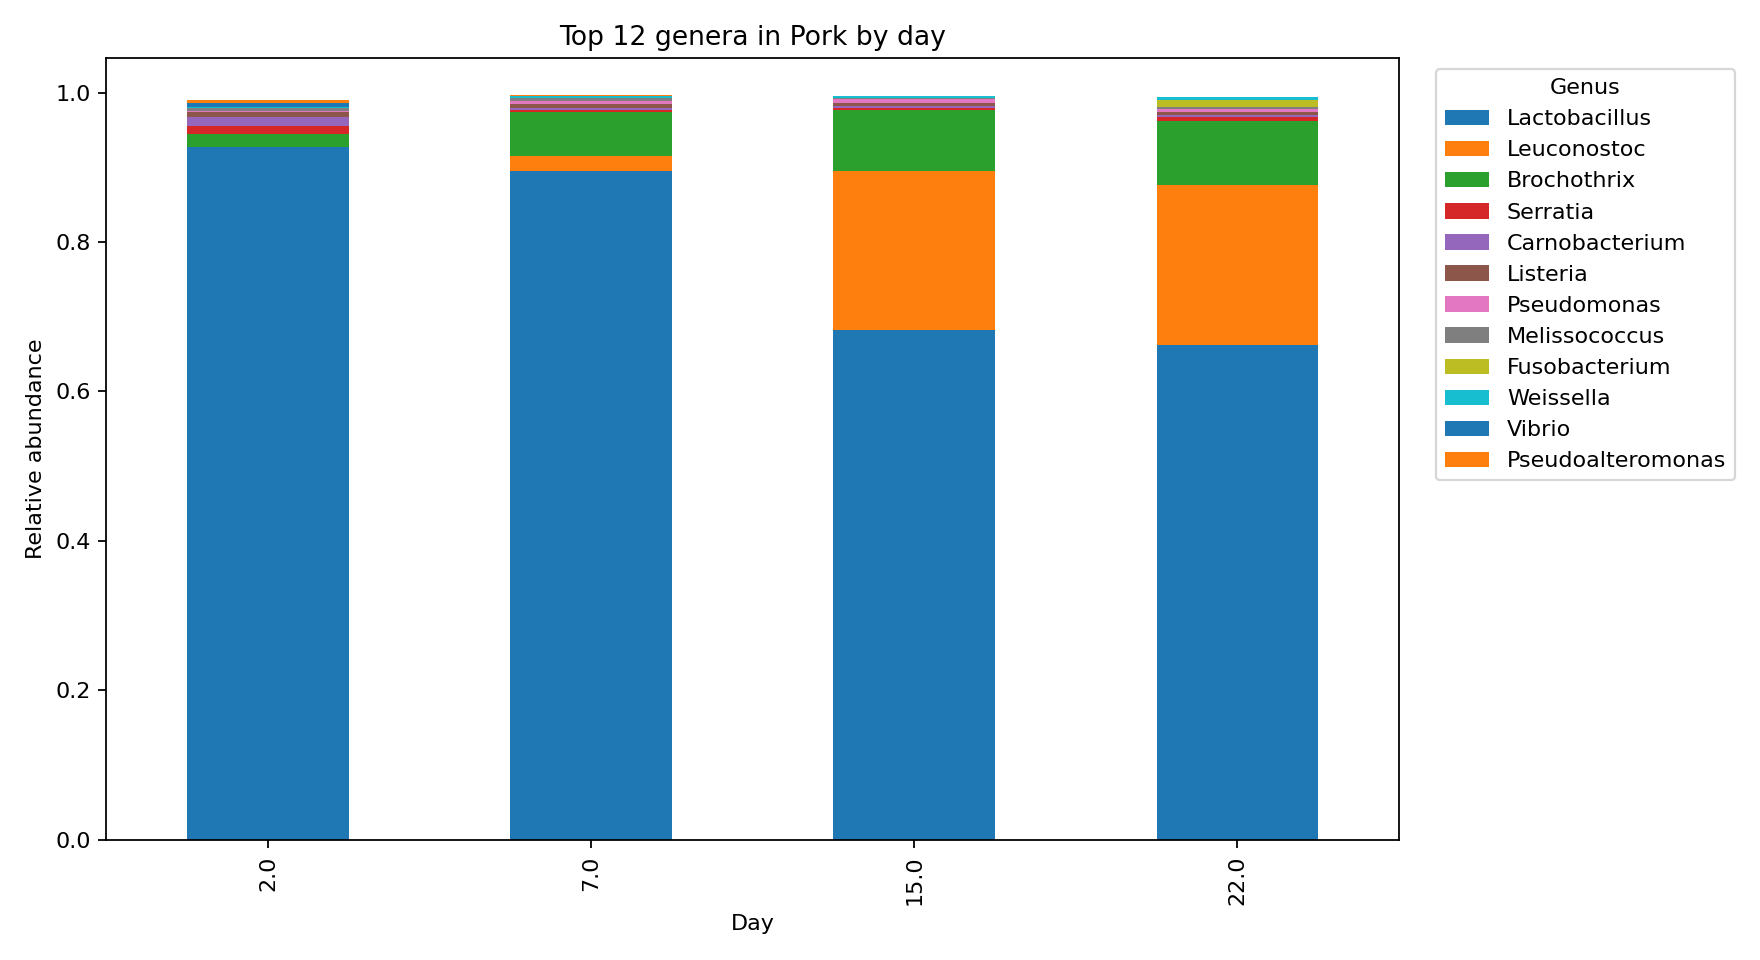 Top 12 genera in Pork by day
Relative abundance
1.0
0.8
0.6
0.4
0.2
0.0
2.0
7.0
15.0
22.0
Day
Genus
Lactobacillus
Leuconostoc
Brochothrix
Serratia
Carnobacterium
Listeria
Pseudomonas
Melissococcus
Fusobacterium
Weissella
Vibrio
Pseudoalteromonas